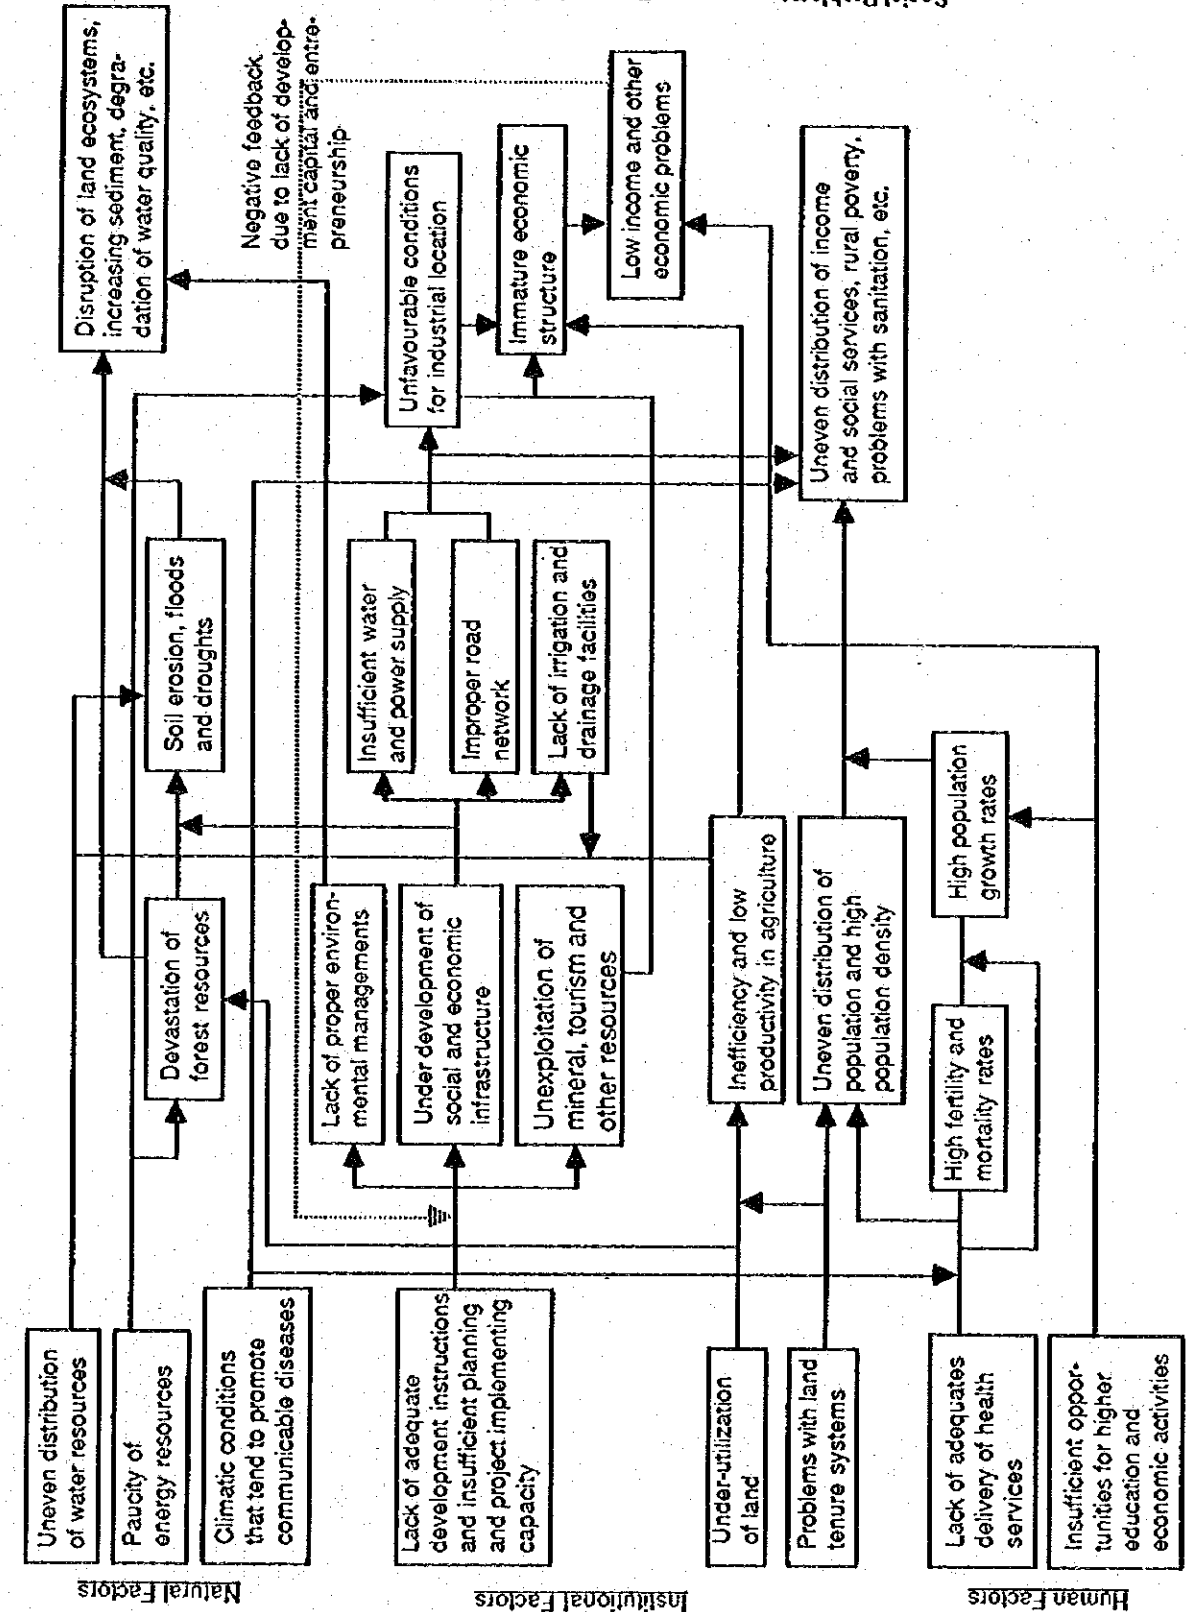 Natural Factors
Uneven distribution
of water resources
Paucity of
energy resources
Climatic conditions
that tend to promote
communicable diseases
Institutional Factors
Lack of adequate
development instructions
and insufficient planning
and project implementing
capacity
Under-utilization
of land
Problems with land
tenure systems
Human Factors
Lack of adequates
delivery of health
services
Insufficient oppor-
tunities for higher
education and
economic activities
Devastation of
forest resources
Lack of proper environ-
mental managements
Under development of
social and economic
infrastructure
Unexploitation of
mineral, tourism and
other resources
Inefficiency and low
productivity in agriculture
Uneven distribution of
population and high
population density
High fertility and
mortality rates
High population
growth rates
Soil erosion, floods
and droughts
Insufficient water
and power supply
Improper road
network
Lack of irrigation and
drainage facilities
Disruption of land ecosystems,
increasing sediment, degra-
dation of water quality, etc.
Negative feedback
due to lack of develop-
ment capital and entre-
preneurship
Unfavourable conditions
for industrial location
Immature economic
structure
Low income and other
economic problems
Uneven distribution of income
and social services, rural poverty,
problems with sanitation, etc.